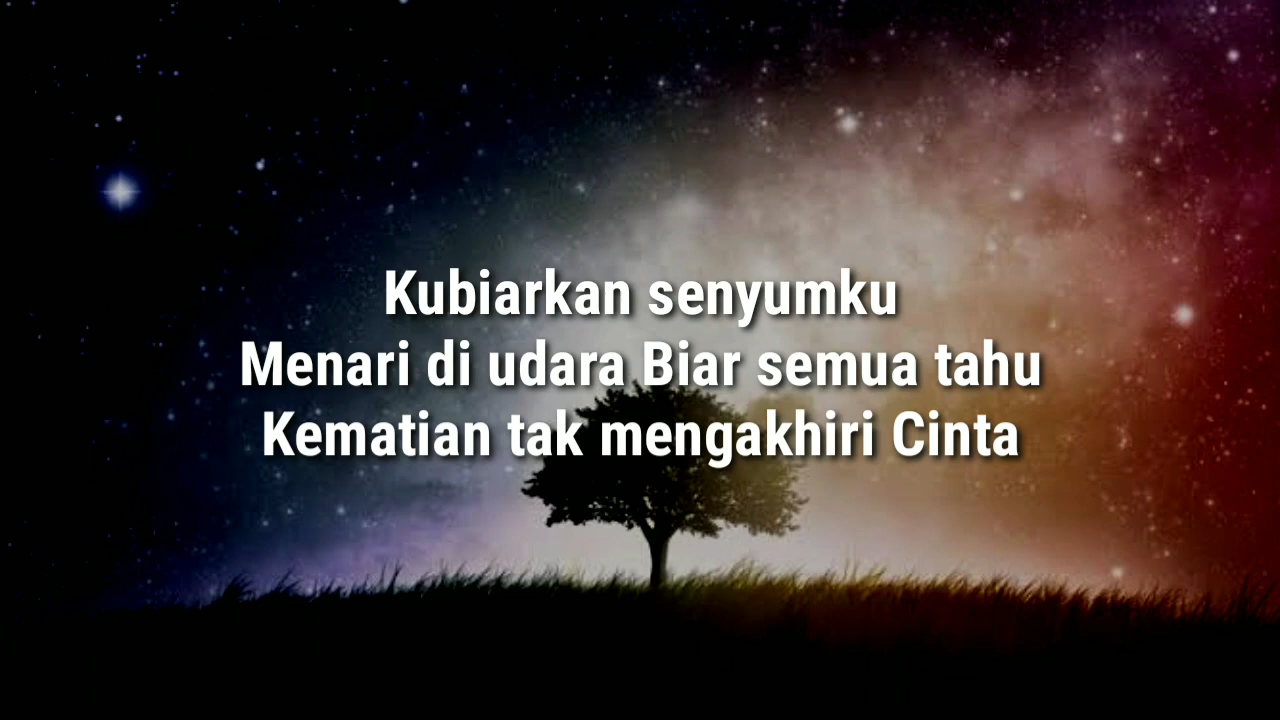 Kubiarkan senyumku
Menari di udara Biar semua tahu
Kematian tak mengakhiri Cinta